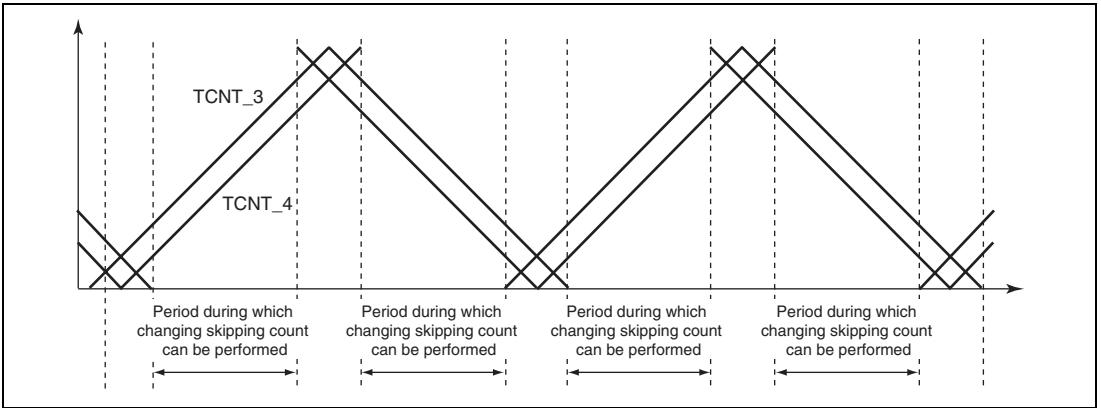 TCNT_3
TCNT_4
Period during which
changing skipping count
can be performed
Period during which
changing skipping count
can be performed
Period during which
changing skipping count
can be performed
Period during which
changing skipping count
can be performed